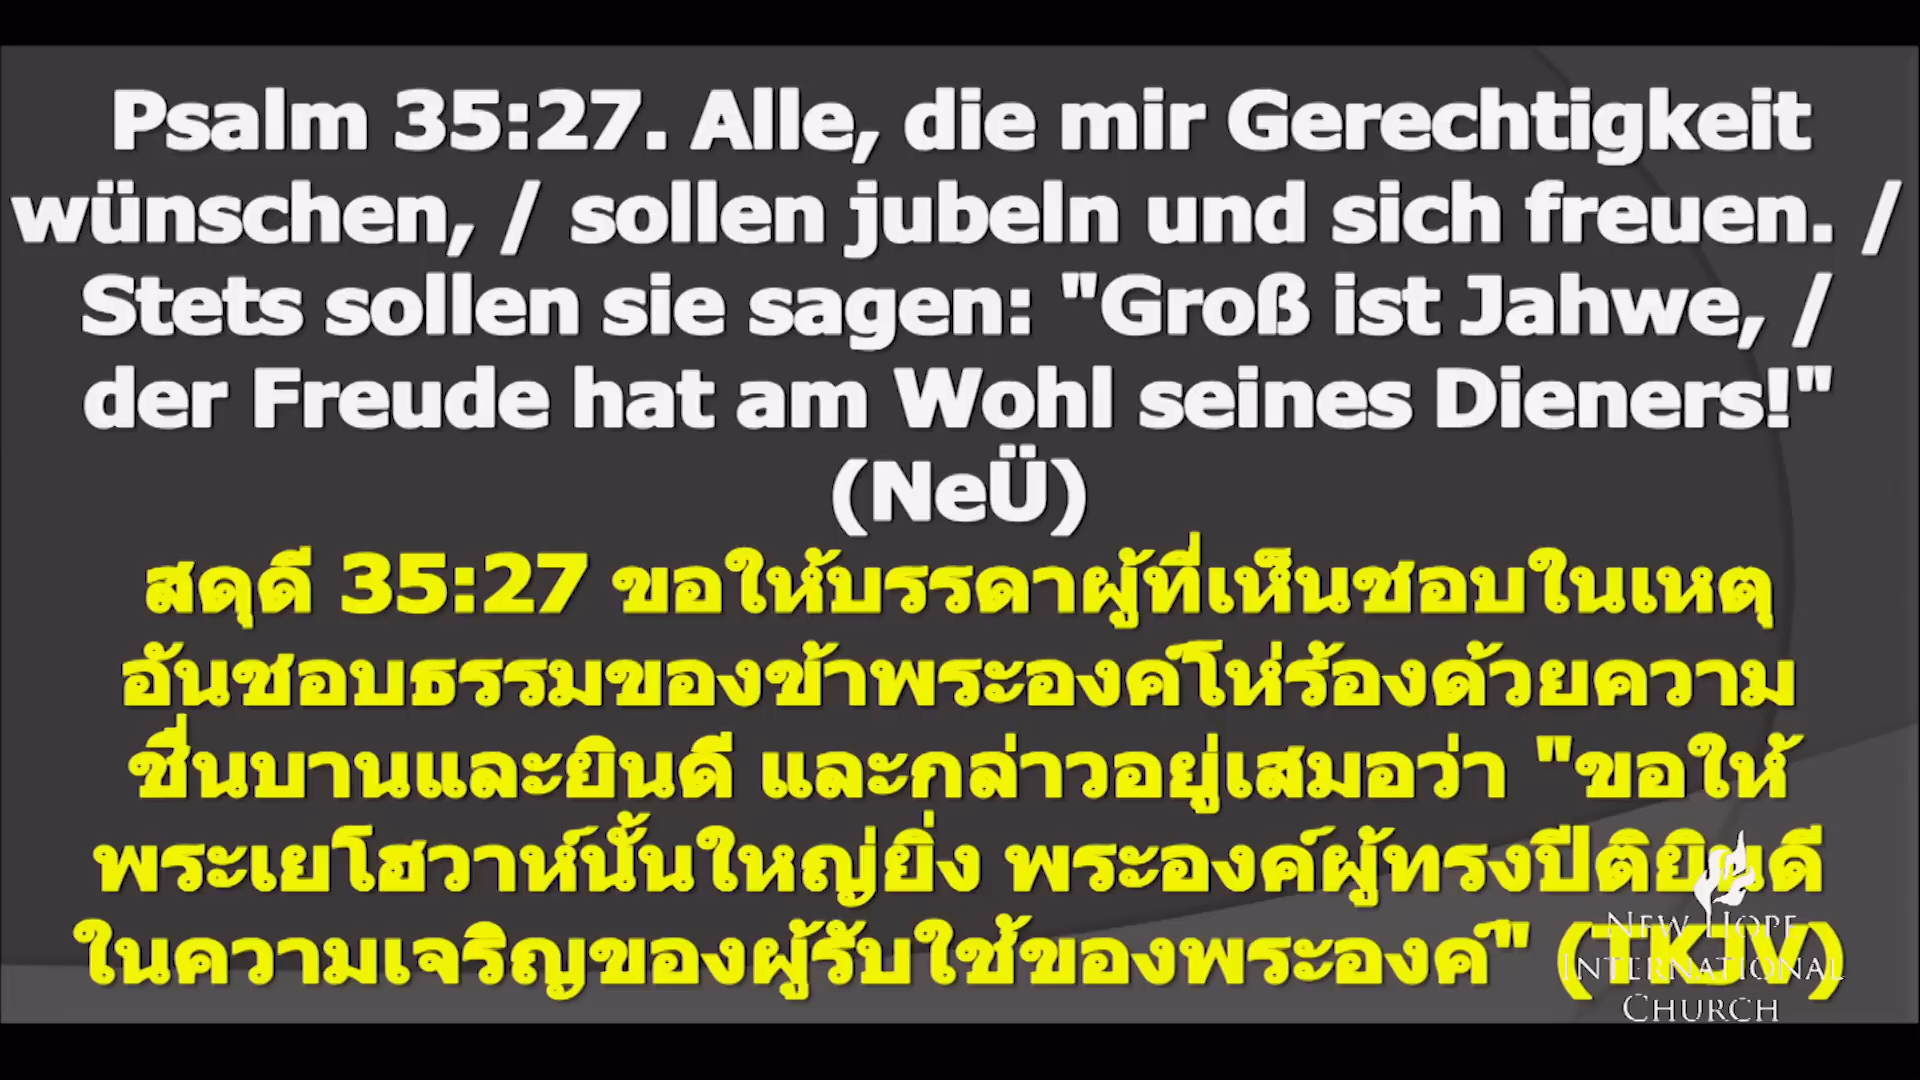 Psalm 35:27. Alle, die mir Gerechtigkeit
wünschen, / sollen jubeln und sich freuen. /
Stets sollen sie sagen: "Groß ist Jahwe, /
der Freude hat am Wohl seines Dieners!"
(NeÜ)
สดุดี 35:27 ขอให้บรรดาผู้ที่เห็นชอบในเหตุ
อันชอบธรรมของข้าพระองค์โห่ร้องด้วยความ
ชื่นบานและยินดี และกล่าวอยู่เสมอว่า "ขอให้
พระเยโฮวาห์นั้นใหญ่ยิ่ง พระองค์ผู้ทรงปีติยินดี
ในความเจริญของผู้รับใช้ของพระองค์" (TKJV)
NEW HOPE
INTERNATIONAL
CHURCH